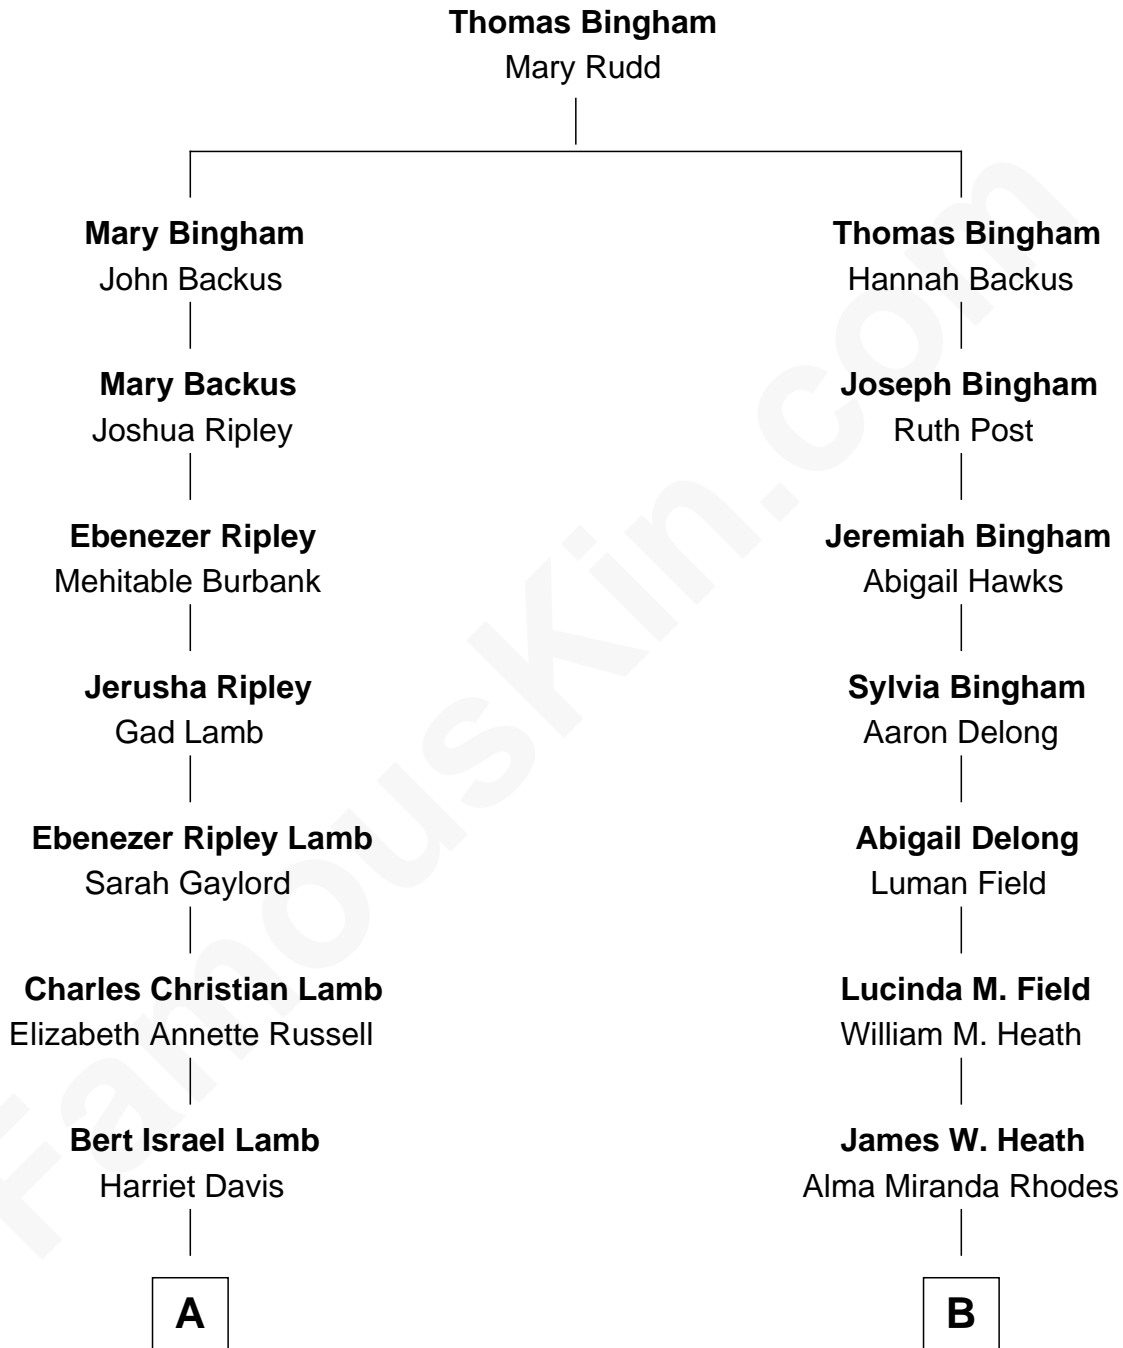 Thomas Bingham
Mary Rudd
Mary Bingham
John Backus
Thomas Bingham
Hannah Backus
Mary Backus
Joshua Ripley
Joseph Bingham
Ruth Post
Ebenezer Ripley
Mehitable Burbank
Jeremiah Bingham
Abigail Hawks
Jerusha Ripley
Gad Lamb
Sylvia Bingham
Aaron Delong
Ebenezer Ripley Lamb
Sarah Gaylord
Abigail Delong
Luman Field
Charles Christian Lamb
Elizabeth Annette Russell
Lucinda M. Field
William M. Heath
Bert Israel Lamb
Harriet Davis
James W. Heath
Alma Miranda Rhodes
A
B
FamousKin.com